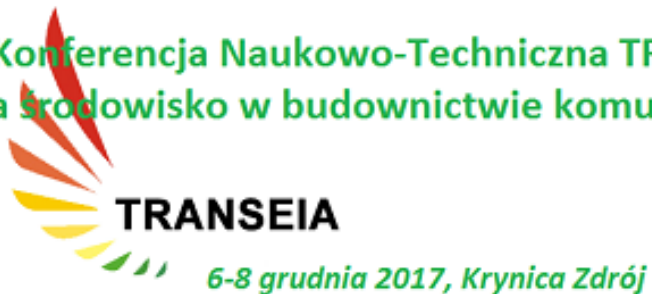 Konferencja Naukowo-Techniczna
a środowisko w budownictwie
TRANSEIA
6-8 grudnia 2017, Krynica Zdrój